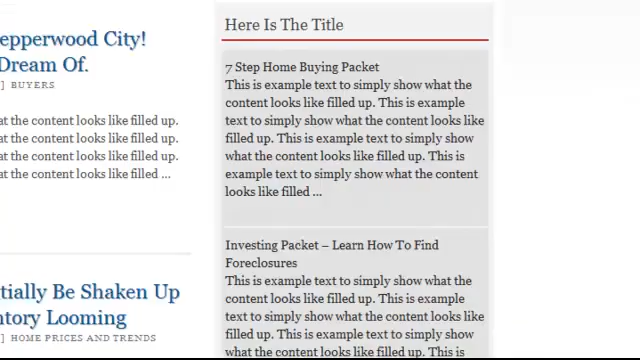 epperwood City!
Dream Of.
] BUYERS
at the content looks like filled up.
at the content looks like filled up.
at the content looks like filled up.
at the content looks like filled ...
tially Be Shaken Up
ntory Looming
] HOME PRICES AND TRENDS
Here Is The Title
7 Step Home Buying Packet
This is example text to simply show what the
content looks like filled up. This is example
text to simply show what the content looks like
filled up. This is example text to simply show
what the content looks like filled up. This is
example text to simply show what the content
looks like filled ...
Investing Packet – Learn How To Find
Foreclosures
This is example text to simply show what the
content looks like filled up. This is example
text to simply show what the content looks like
filled up. This is example text to simply show
what the content looks like filled up. This is